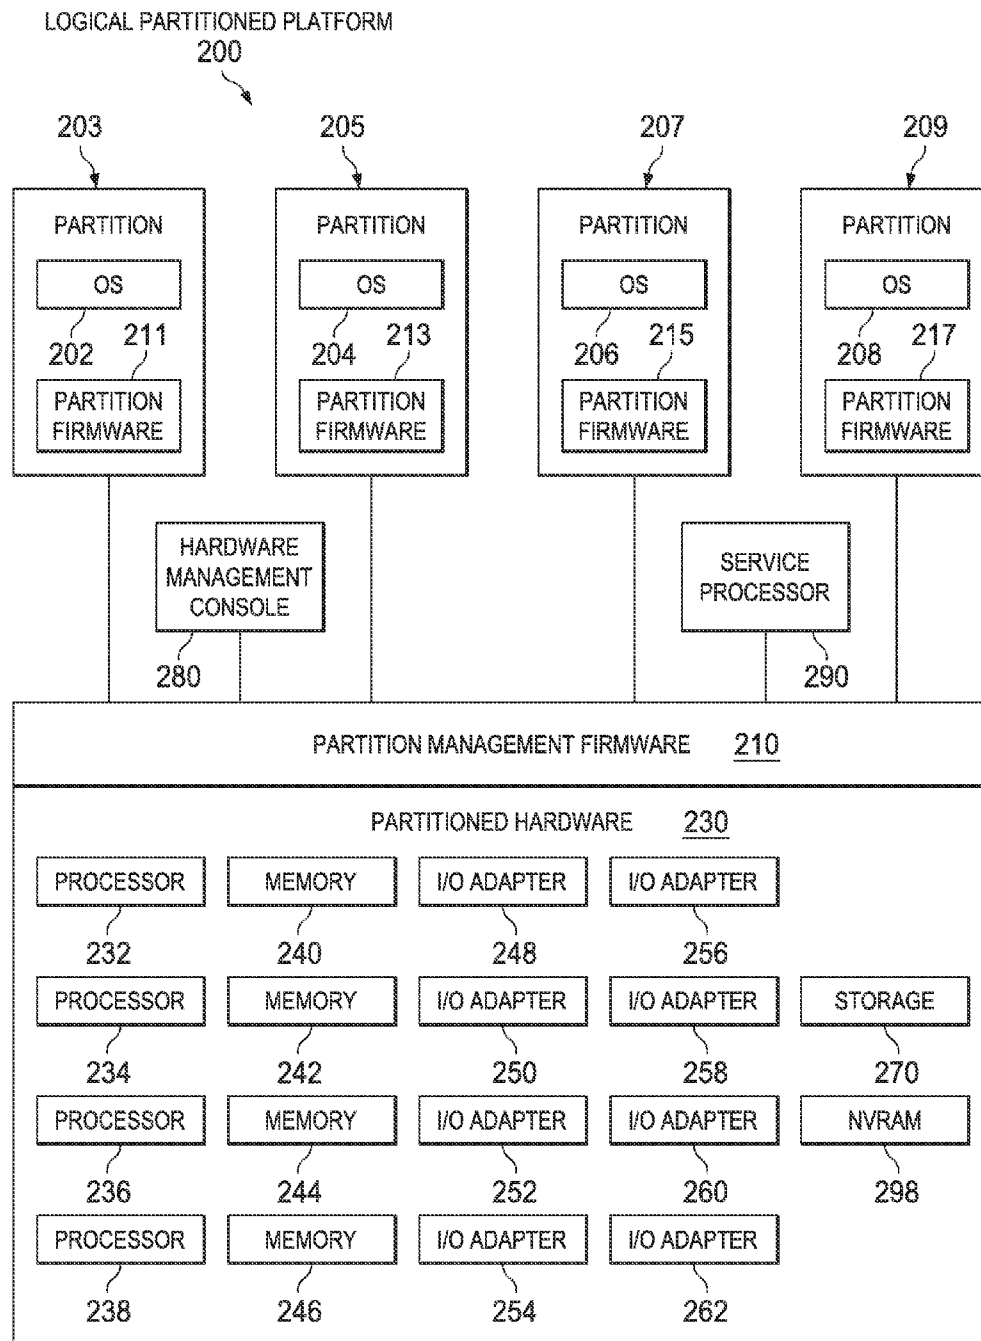 LOGICAL PARTITIONED PLATFORM
200
203 205 207 209
PARTITION PARTITION PARTITION PARTITION
OS OS OS OS
202 211 204 213 206 215 208 217
PARTITION FIRMWARE PARTITION FIRMWARE PARTITION FIRMWARE PARTITION FIRMWARE
HARDWARE MANAGEMENT CONSOLE
280
SERVICE PROCESSOR
290
PARTITION MANAGEMENT FIRMWARE 210
PARTITIONED HARDWARE 230
PROCESSOR MEMORY I/O ADAPTER I/O ADAPTER
232 240 248 256
PROCESSOR MEMORY I/O ADAPTER I/O ADAPTER STORAGE
234 242 250 258 270
PROCESSOR MEMORY I/O ADAPTER I/O ADAPTER NVRAM
236 244 252 260 298
PROCESSOR MEMORY I/O ADAPTER I/O ADAPTER
238 246 254 262